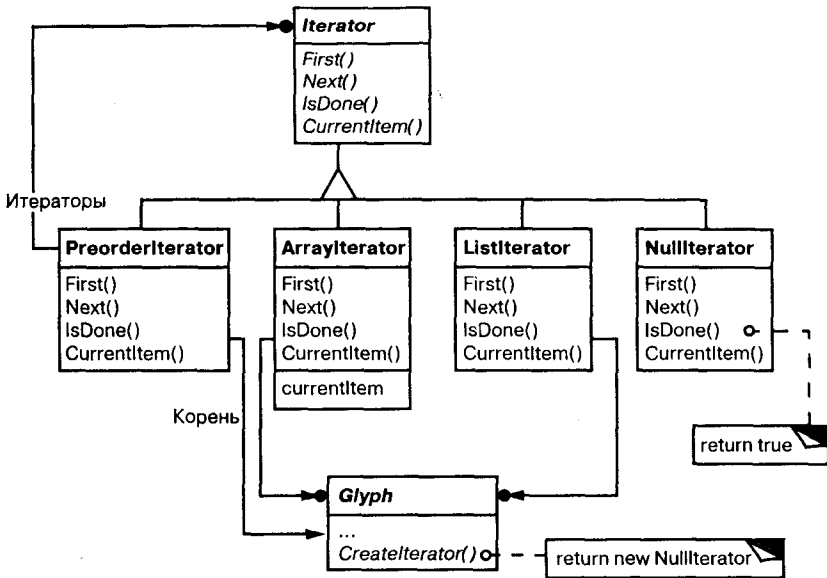 Iterator
First()
Next()
IsDone()
CurrentItem()
Итераторы
PreorderIterator
First()
Next()
IsDone()
CurrentItem()
ArrayIterator
First()
Next()
IsDone()
CurrentItem()
currentItem
ListIterator
First()
Next()
IsDone()
CurrentItem()
NullIterator
First()
Next()
IsDone()
CurrentItem()
Корень
return true
Glyph
...
CreateIterator()
return new NullIterator